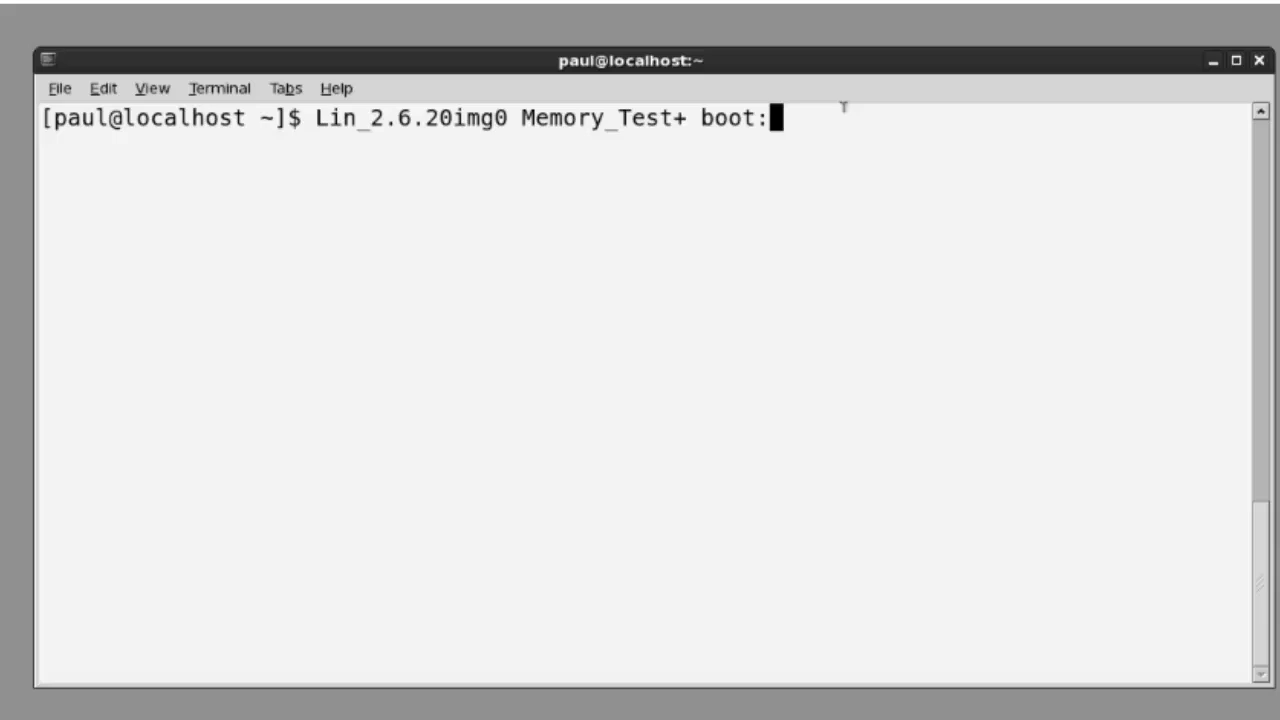 paul@localhost:~
File Edit View Terminal Tabs Help
[paul@localhost ~]$ Lin_2.6.20img0 Memory_Test+ boot: